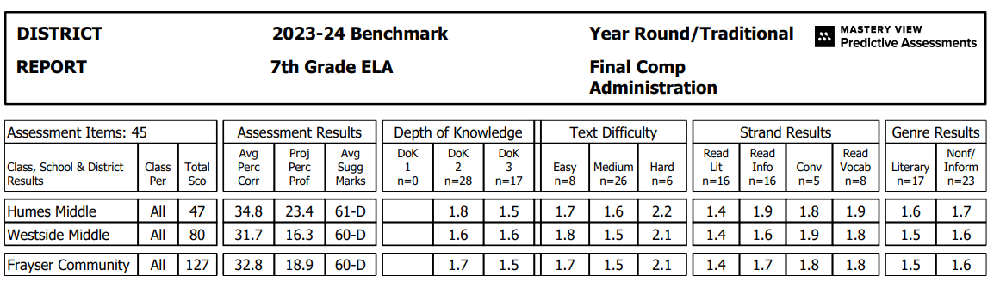 DISTRICT 2023-24 Benchmark Year Round/Traditional MASTERY VIEW
Predictive Assessments
REPORT 7th Grade ELA Final Comp
Administration
Assessment Items: 45 Assessment Results Depth of Knowledge Text Difficulty Strand Results Genre Results
Class, School & District Results Class Per Total Sco Avg Perc Corr Proj Perc Prof Avg Sugg Marks DoK 1 n=0 DoK 2 n=28 DoK 3 n=17 Easy n=8 Medium n=26 Hard n=6 Read Lit n=16 Read Info n=16 Conv n=5 Read Vocab n=8 Literary n=17 Nonf/ Inform n=23
Humes Middle All 47 34.8 23.4 61-D 1.8 1.5 1.7 1.6 2.2 1.4 1.9 1.8 1.9 1.6 1.7
Westside Middle All 80 31.7 16.3 60-D 1.6 1.6 1.8 1.5 2.1 1.4 1.6 1.9 1.8 1.5 1.6
Frayser Community All 127 32.8 18.9 60-D 1.7 1.5 1.7 1.5 2.1 1.4 1.7 1.8 1.8 1.5 1.6